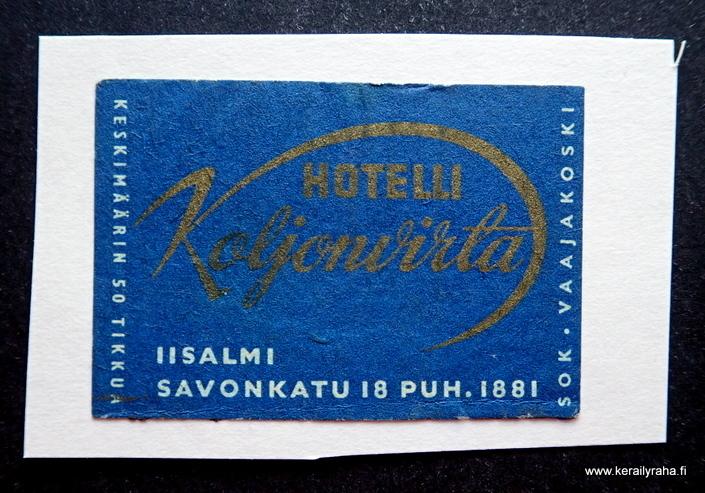 KESKIMÄÄRIN 50 TIKKUA
HOTELLI
Koljonvirta
IISALMI
SAVONKATU 18 PUH. 1881
SOK · VAAJAKOSKI
www.kerailyraha.fi